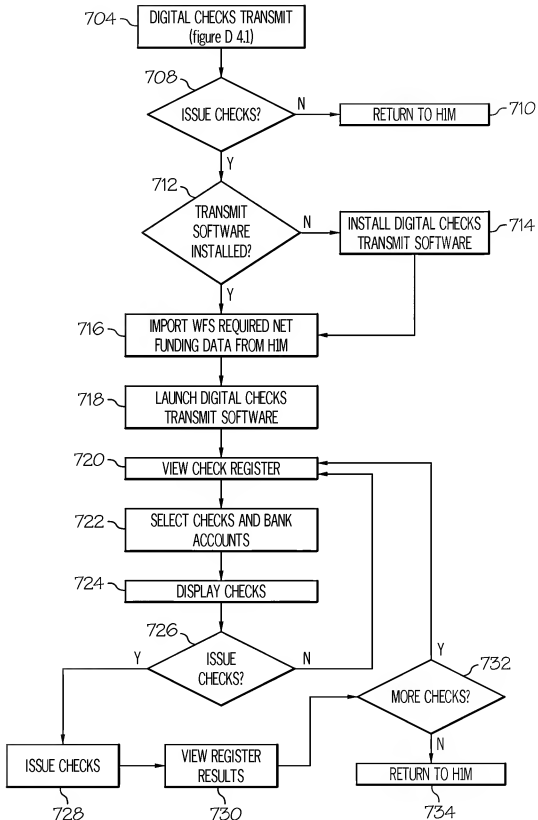 704
DIGITAL CHECKS TRANSMIT
(figure D 4.1)
708
ISSUE CHECKS?
N
RETURN TO H1M
710
Y
712
TRANSMIT
SOFTWARE
INSTALLED?
N
INSTALL DIGITAL CHECKS
TRANSMIT SOFTWARE
714
Y
716
IMPORT WFS REQUIRED NET
FUNDING DATA FROM H1M
718
LAUNCH DIGITAL CHECKS
TRANSMIT SOFTWARE
720
VIEW CHECK REGISTER
722
SELECT CHECKS AND BANK
ACCOUNTS
724
DISPLAY CHECKS
726
Y
ISSUE
CHECKS?
N
Y
732
MORE CHECKS?
N
ISSUE CHECKS
728
VIEW REGISTER
RESULTS
730
RETURN TO H1M
734